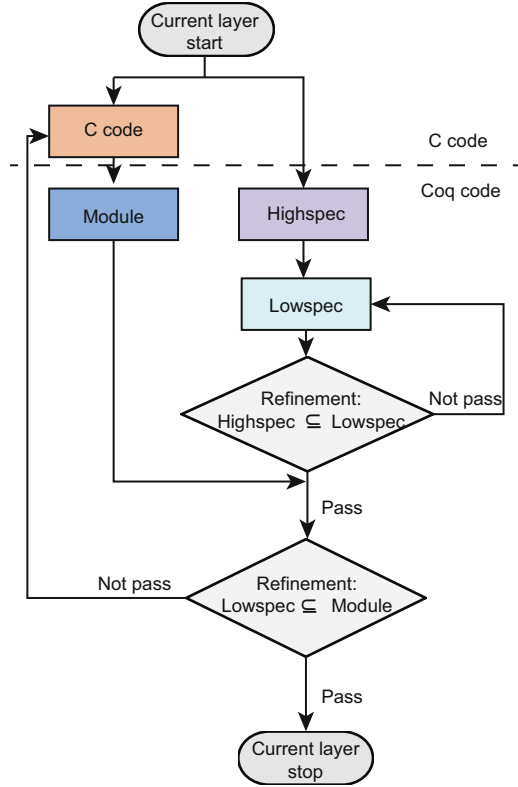 Current layer
start
C code
C code
Coq code
Module
Highspec
Lowspec
Refinement:
Highspec ⊆ Lowspec
Not pass
Pass
Not pass
Refinement:
Lowspec ⊆ Module
Pass
Current layer
stop